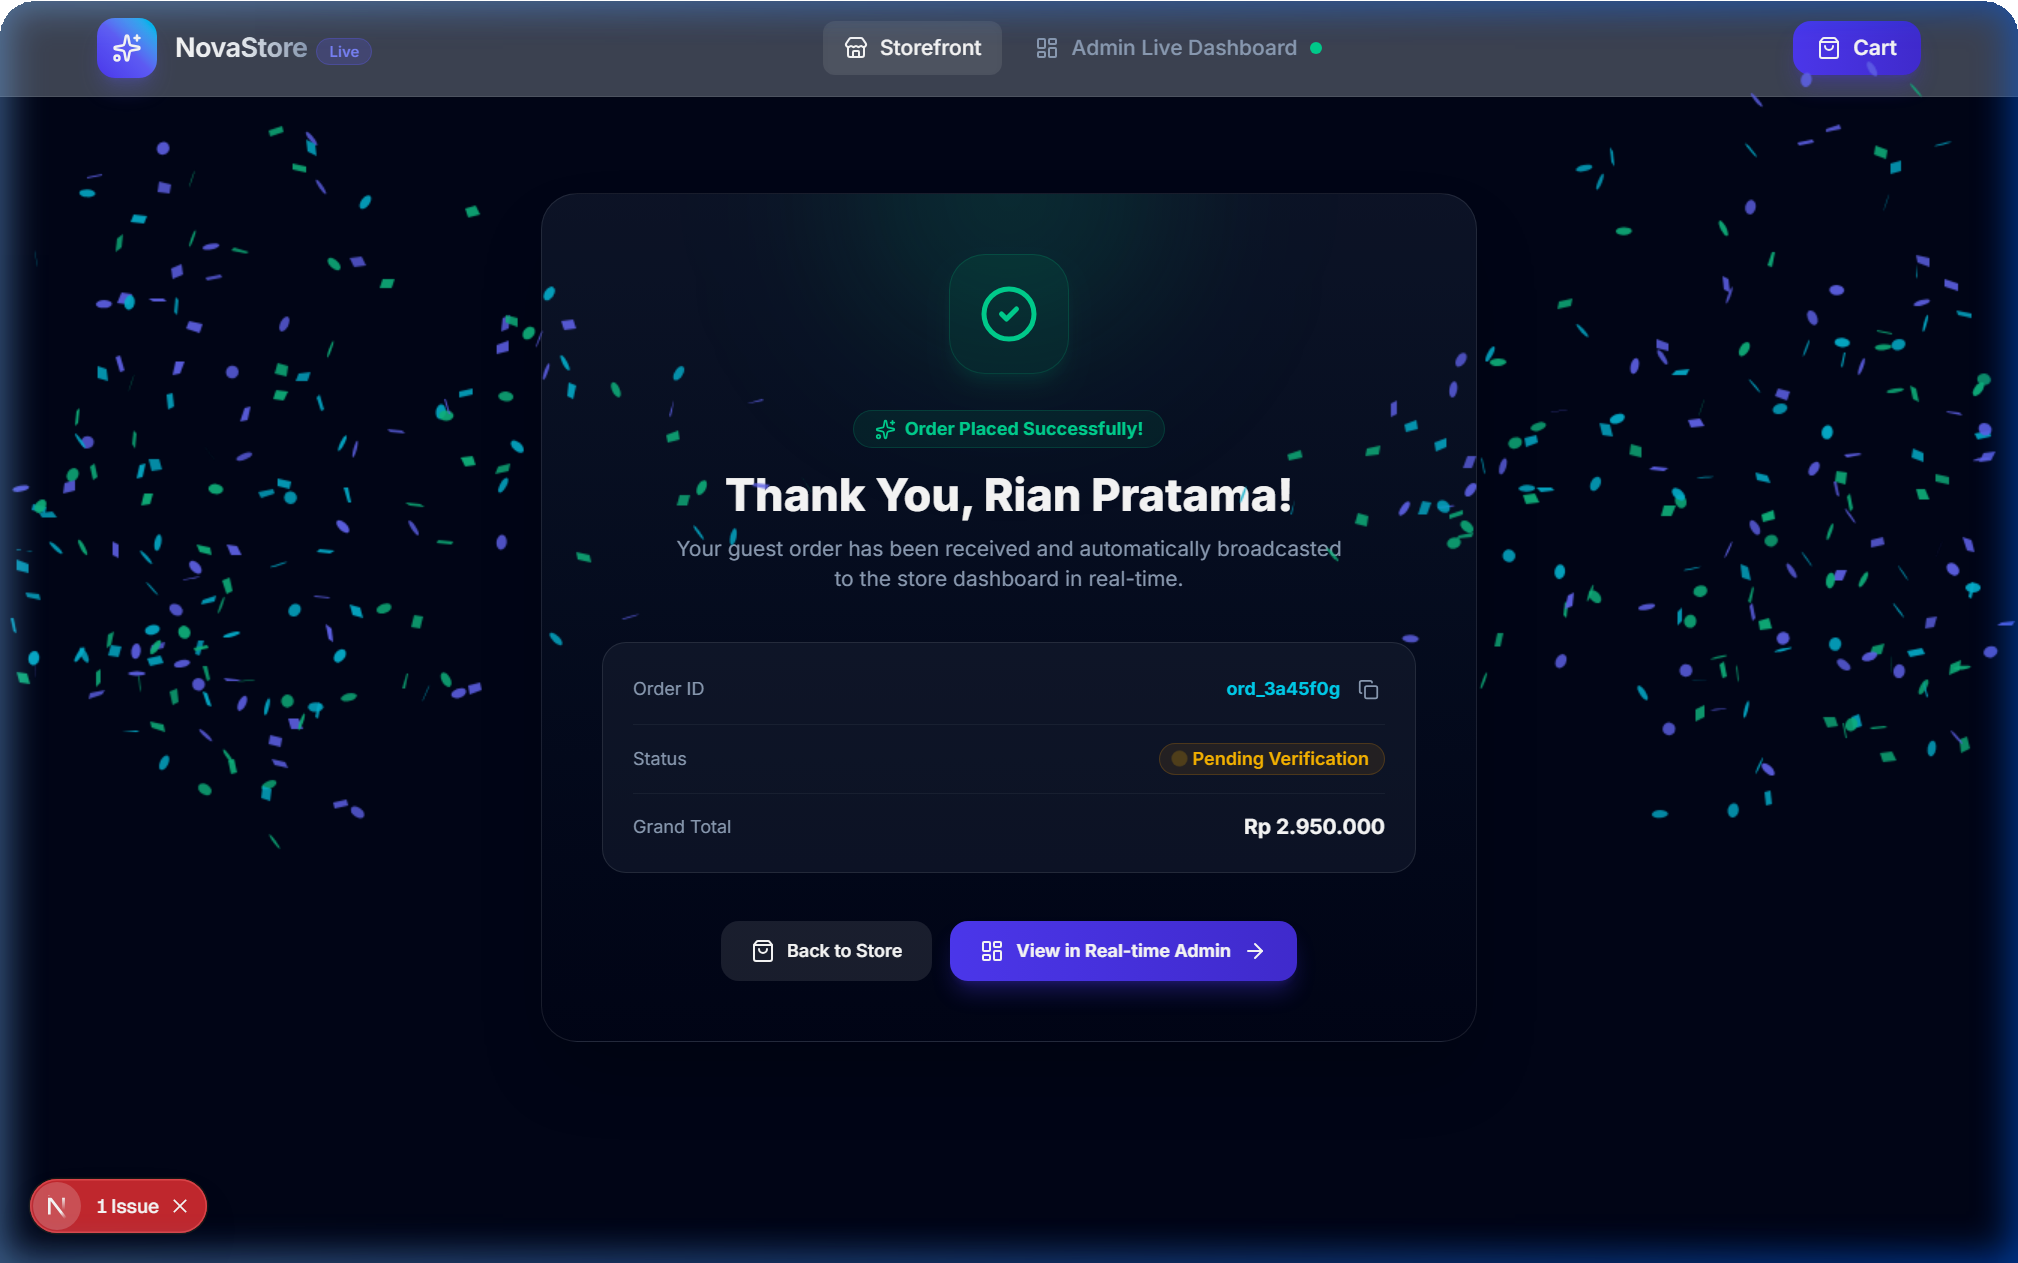 NovaStore Live
Storefront
Admin Live Dashboard
Cart
Order Placed Successfully!
Thank You, Rian Pratama!
Your guest order has been received and automatically broadcasted
to the store dashboard in real-time.
Order ID
ord_3a45f0g
Status
Pending Verification
Grand Total
Rp 2.950.000
Back to Store
View in Real-time Admin
N
1 Issue